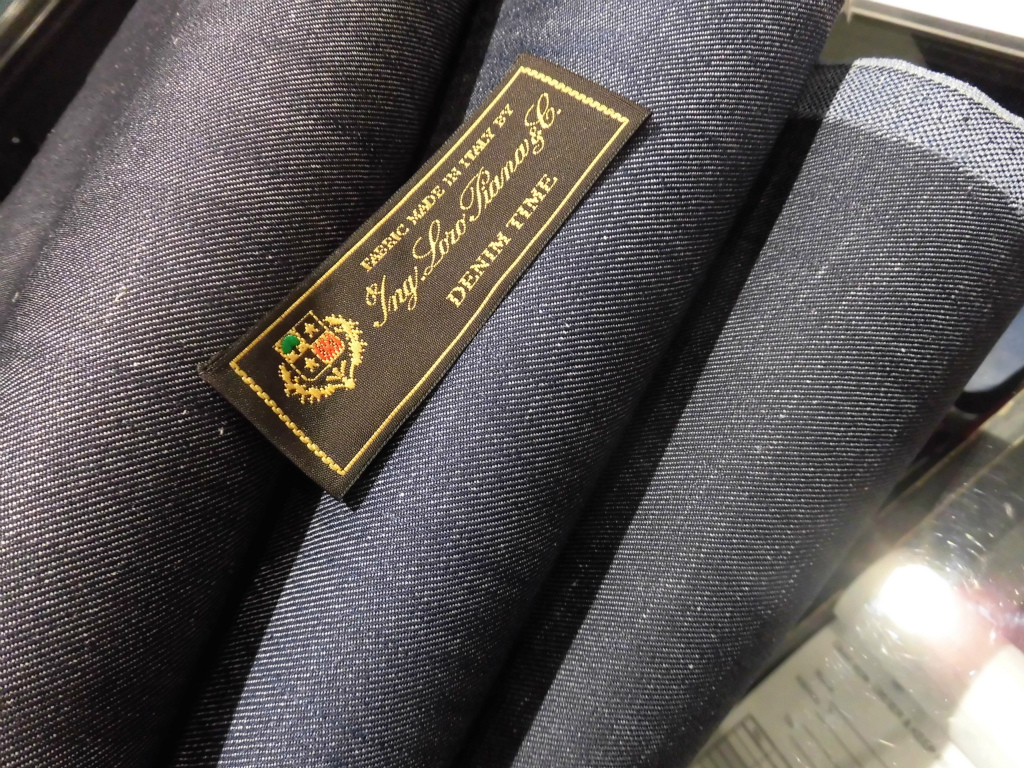 FABRIC MADE IN ITALY BY
Ing. Loro Piana & C.
DENIM TIME